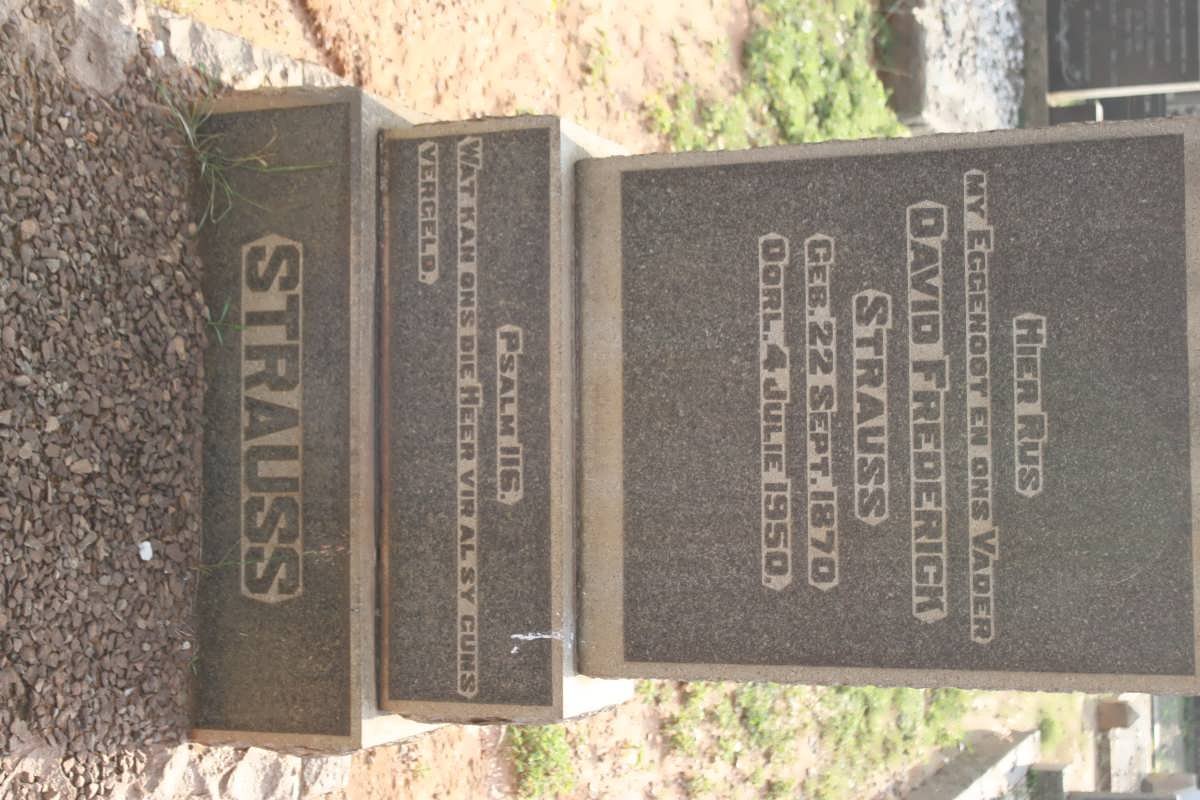 HIER RUS
MY EGGENOOT EN ONS VADER
DAVID FREDERICK
STRAUSS
GEB. 22 SEPT. 1870
OORL. 4 JULIE 1950.
PSALM 116.
WAT KAN ONS DIE HEER VIR AL SY GUNS
VERGELD.
STRAUSS